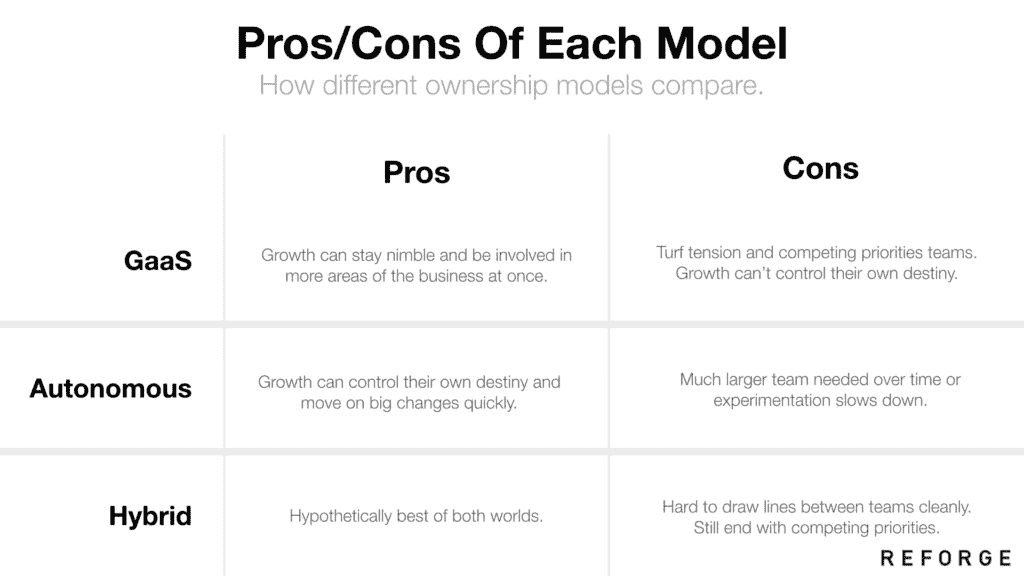 Pros/Cons Of Each Model
How different ownership models compare.
Pros
Cons
GaaS
Growth can stay nimble and be involved in
more areas of the business at once.
Turf tension and competing priorities teams.
Growth can’t control their own destiny.
Autonomous
Growth can control their own destiny and
move on big changes quickly.
Much larger team needed over time or
experimentation slows down.
Hybrid
Hypothetically best of both worlds.
Hard to draw lines between teams cleanly.
Still end with competing priorities.
REFORGE